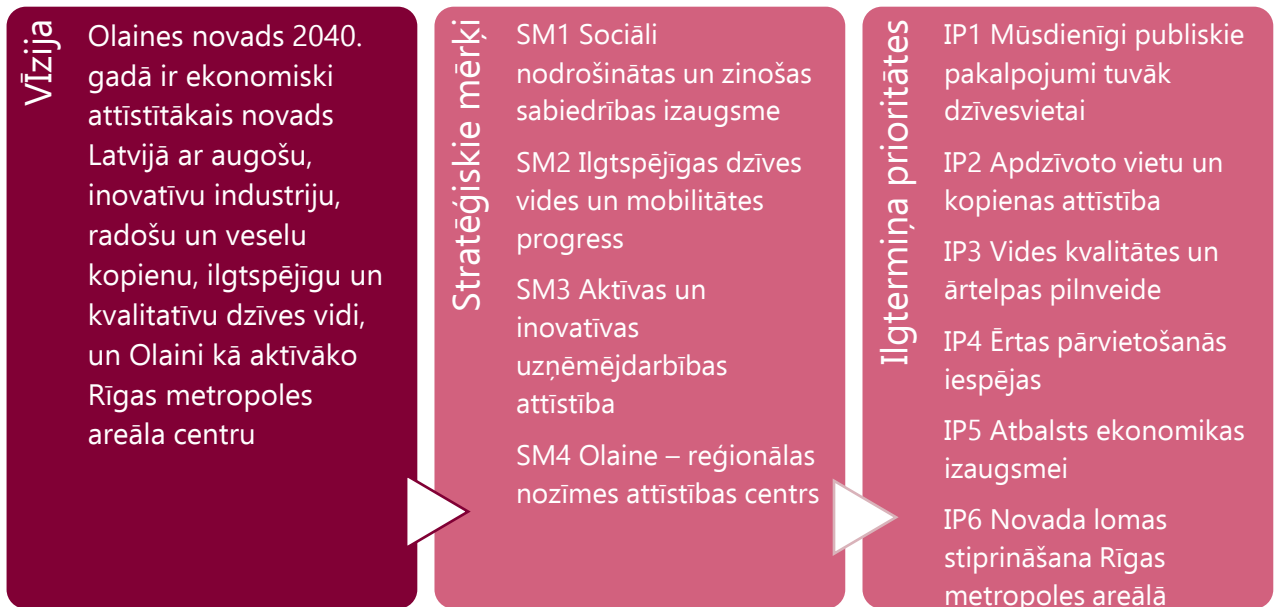 Vīzija
Olaines novads 2040.
gadā ir ekonomiski
attīstītākais novads
Latvijā ar augošu,
inovatīvu industriju,
radošu un veselu
kopienu, ilgtspējīgu un
kvalitatīvu dzīves vidi,
un Olaini kā aktīvāko
Rīgas metropoles
areāla centru
Stratēģiskie mērķi
SM1 Sociāli
nodrošinātas un zinošas
sabiedrības izaugsme
SM2 Ilgtspējīgas dzīves
vides un mobilitātes
progress
SM3 Aktīvas un
inovatīvas
uzņēmējdarbības
attīstība
SM4 Olaine – reģionālas
nozīmes attīstības centrs
Ilgtermiņa prioritātes
IP1 Mūsdienīgi publiskie
pakalpojumi tuvāk
dzīvesvietai
IP2 Apdzīvoto vietu un
kopienas attīstība
IP3 Vides kvalitātes un
ārtelpas pilnveide
IP4 Ērtas pārvietošanās
iespējas
IP5 Atbalsts ekonomikas
izaugsmei
IP6 Novada lomas
stiprināšana Rīgas
metropoles areālā